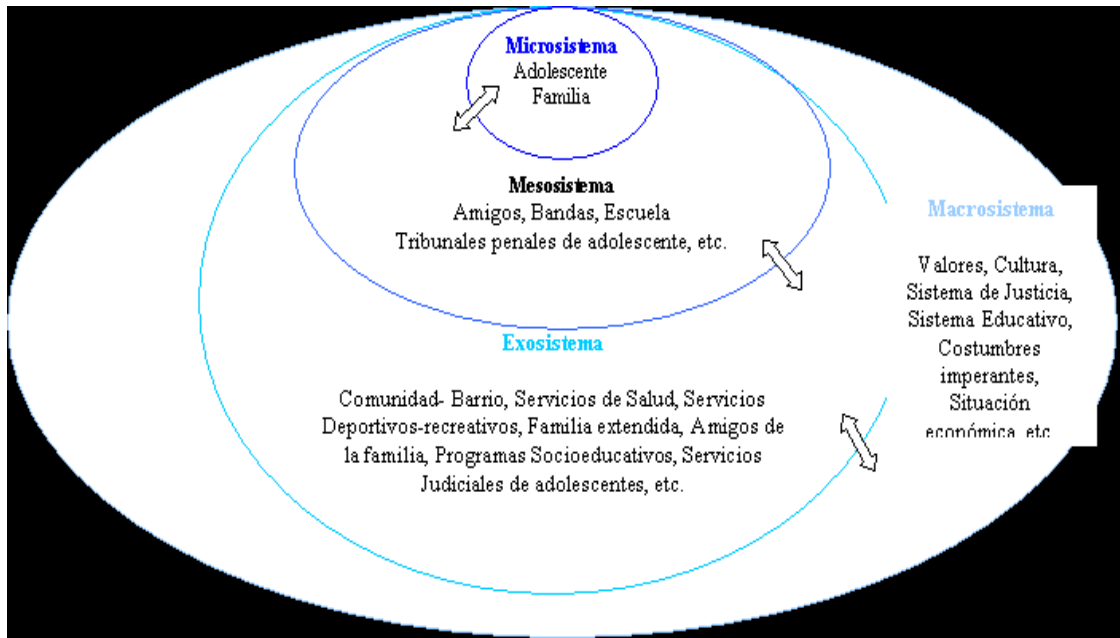 Microsistema
Adolescente
Familia
Mesosistema
Amigos, Bandas, Escuela
Tribunales penales de adolescente, etc.
Exosistema
Comunidad- Barrio, Servicios de Salud, Servicios
Deportivos-recreativos, Familia extendida, Amigos de
la familia, Programas Socioeducativos, Servicios
Judiciales de adolescentes, etc.
Macrosistema
Valores, Cultura,
Sistema de Justicia,
Sistema Educativo,
Costumbres
imperantes,
Situación
económica, etc